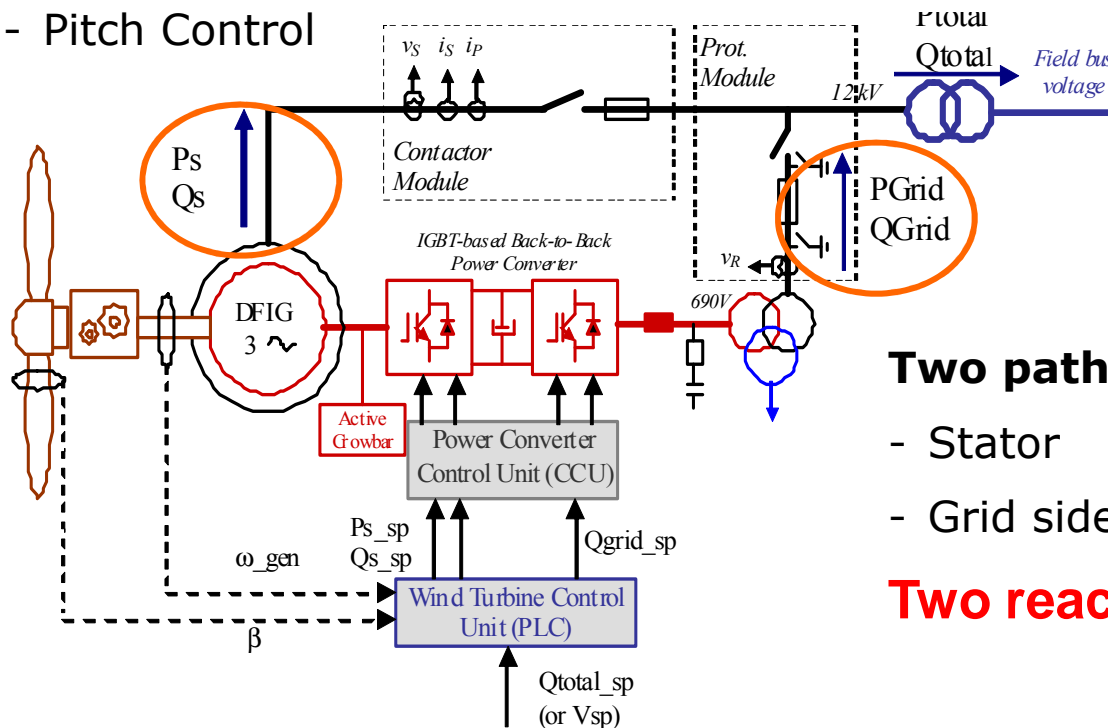 - Pitch Control
vS iS iP
Prot.
Module
Ptotal
Qtotal
Field bus
voltage
12 kV
Ps
Qs
Contactor
Module
PGrid
QGrid
IGBT-based Back-to-Back
Power Converter
vR
690V
DFIG
3
Active
Crowbar
Power Converter
Control Unit (CCU)
Two path
- Stator
- Grid side
Ps_sp
Qs_sp
Qgrid_sp
ω_gen
Wind Turbine Control
Unit (PLC)
β
Two reac
Qtotal_sp
(or Vsp)